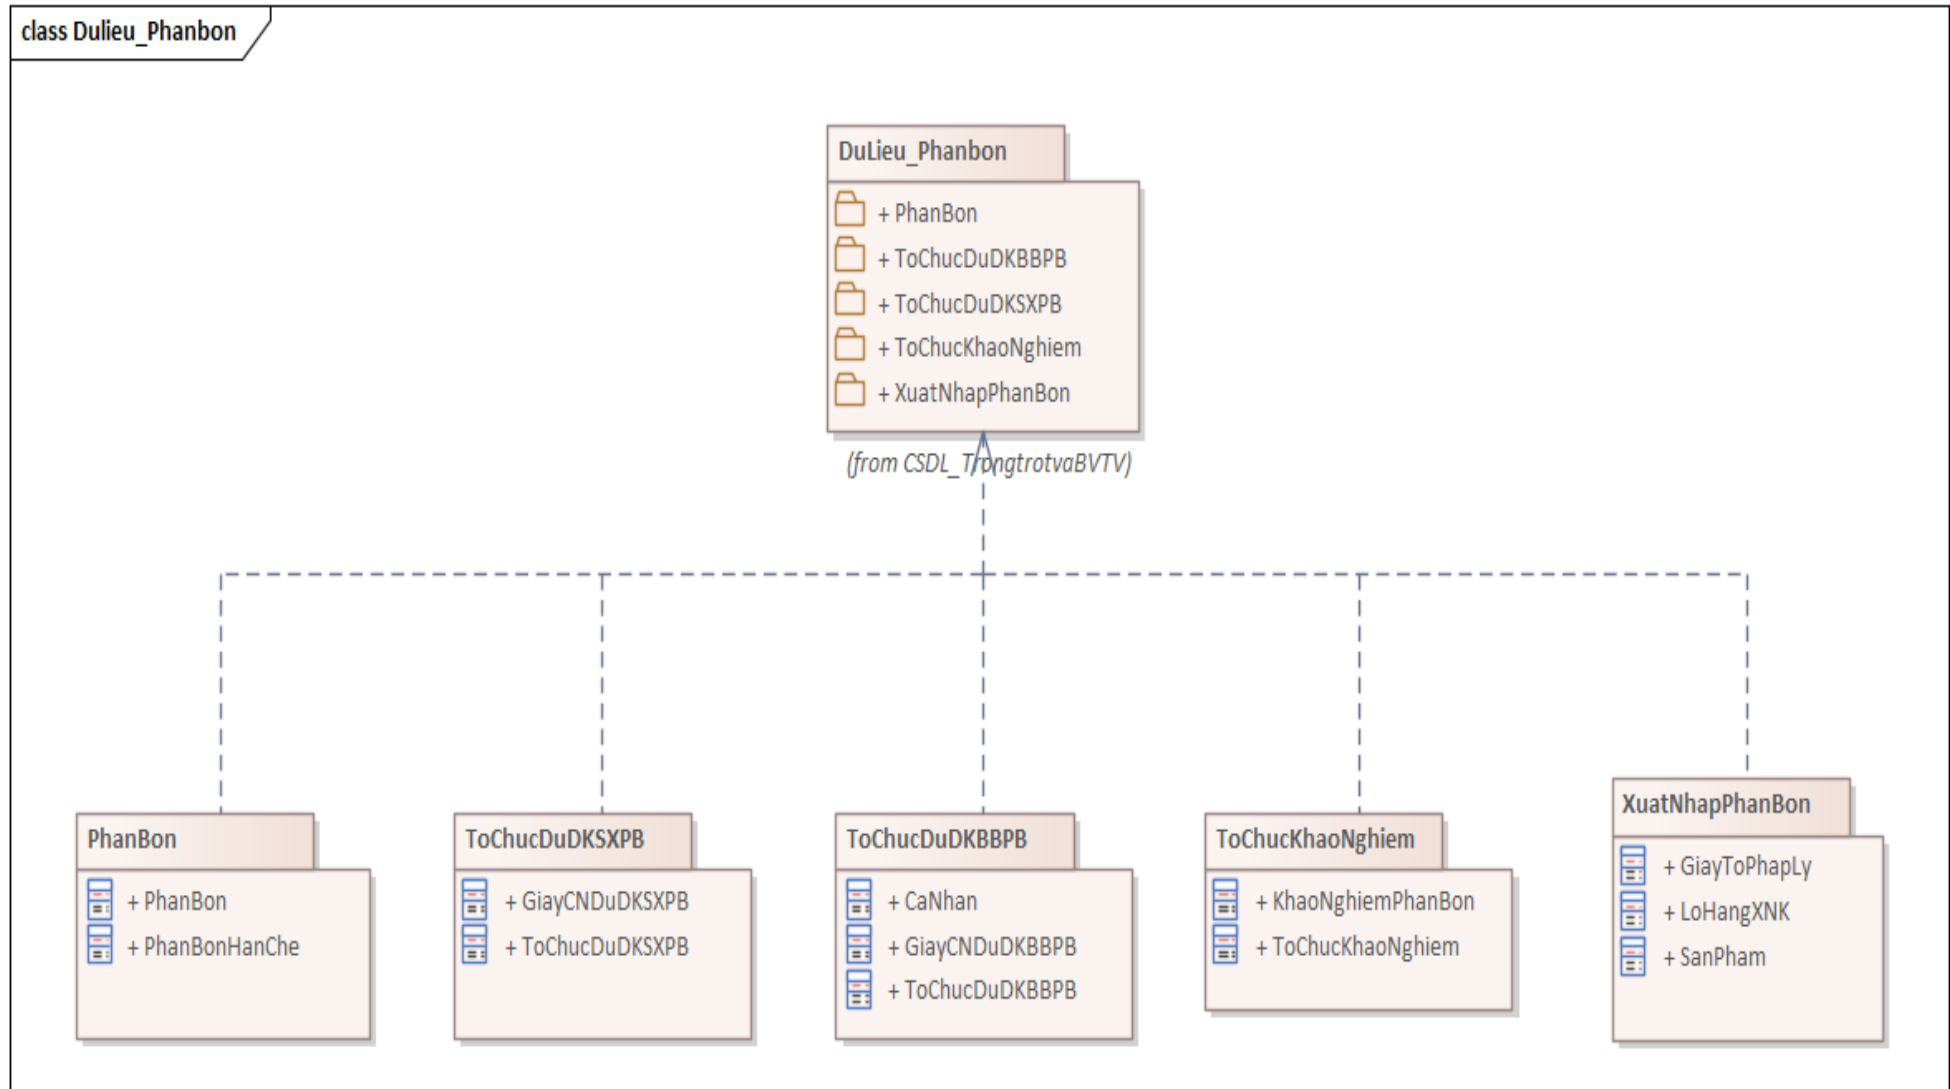 class Dulieu_Phanbon
DuLieu_Phanbon
+ PhanBon
+ ToChucDuDKBBPB
+ ToChucDuDKSXPB
+ ToChucKhaoNghiem
+ XuatNhapPhanBon
(from CSDL_TrongtrotvaBVTV)
PhanBon
+ PhanBon
+ PhanBonHanChe
ToChucDuDKSXPB
+ GiayCNDuDKSXPB
+ ToChucDuDKSXPB
ToChucDuDKBBPB
+ CaNhan
+ GiayCNDuDKBBPB
+ ToChucDuDKBBPB
ToChucKhaoNghiem
+ KhaoNghiemPhanBon
+ ToChucKhaoNghiem
XuatNhapPhanBon
+ GiayToPhapLy
+ LoHangXNK
+ SanPham